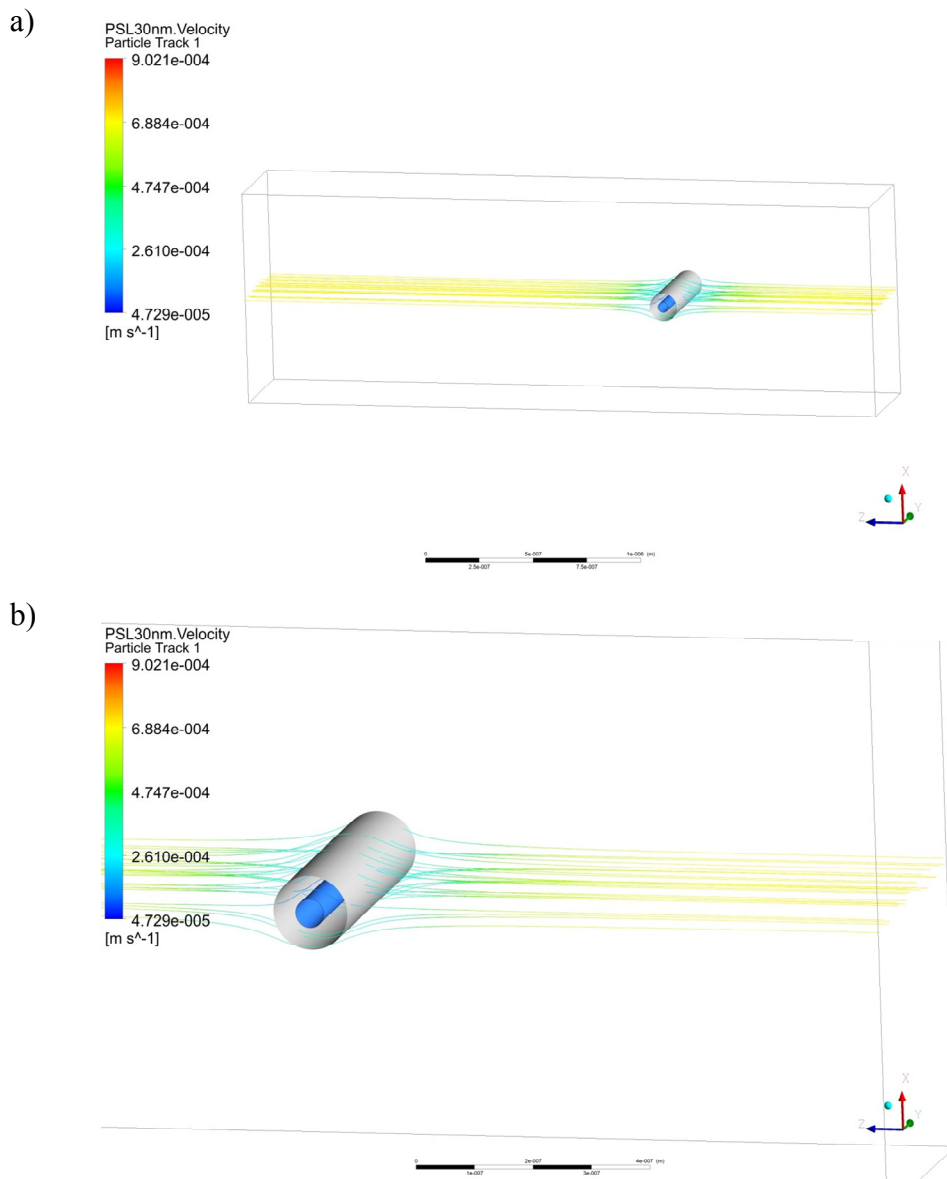 a)
PSL30nm.Velocity
Particle Track 1
9.021e-004
6.884e-004
4.747e-004
2.610e-004
4.729e-005
[m s^-1]
X
Y
Z
0 5e-007 1e-006 (m)
2.5e-007 7.5e-007
b)
PSL30nm.Velocity
Particle Track 1
9.021e-004
6.884e-004
4.747e-004
2.610e-004
4.729e-005
[m s^-1]
X
Y
Z
0 2e-007 4e-007 (m)
1e-007 3e-007